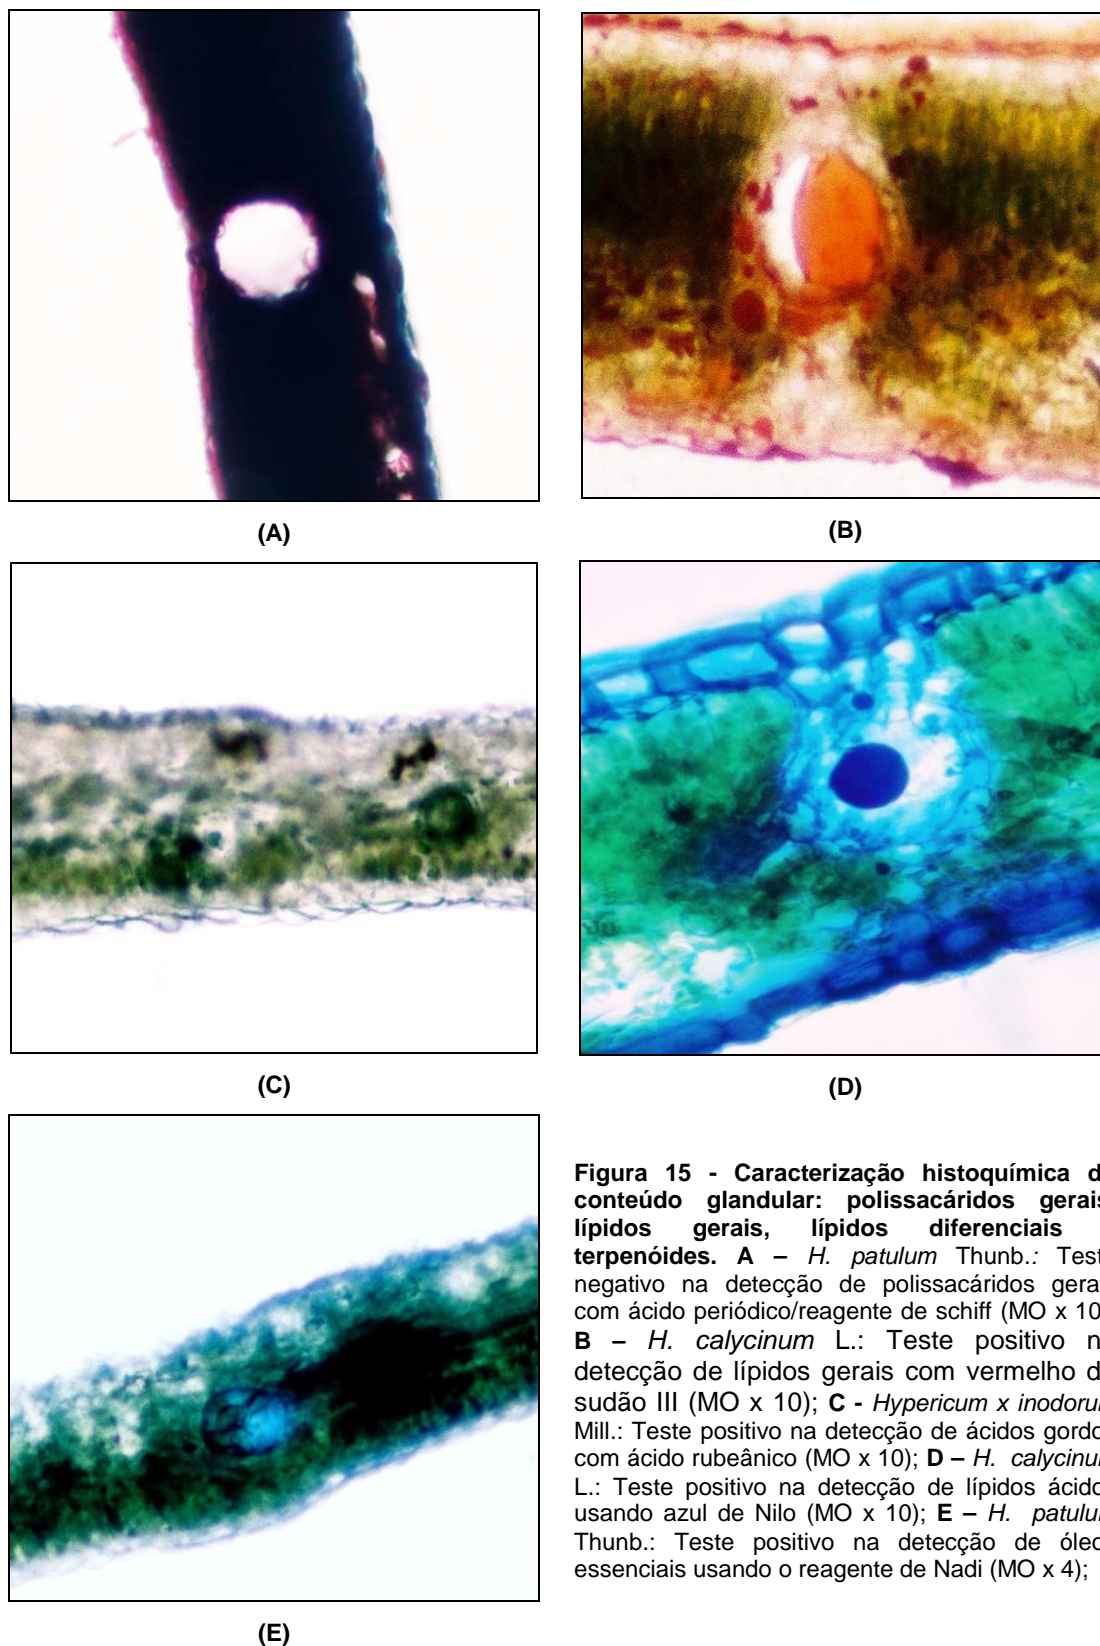 (A)
(B)
(C)
(D)
Figura 15 - Caracterização histoquímica d
conteúdo glandular: polissacáridos gerais
lípidos gerais, lípidos diferenciais
terpenóides. A – H. patulum Thunb.: Test
negativo na detecção de polissacáridos gera
com ácido periódico/reagente de schiff (MO x 10
B – H. calycinum L.: Teste positivo n
detecção de lípidos gerais com vermelho d
sudão III (MO x 10); C - Hypericum x inodoru
Mill.: Teste positivo na detecção de ácidos gordo
com ácido rubeânico (MO x 10); D – H. calycinu
L.: Teste positivo na detecção de lípidos ácido
usando azul de Nilo (MO x 10); E – H. patulu
Thunb.: Teste positivo na detecção de óleo
essenciais usando o reagente de Nadi (MO x 4);
(E)